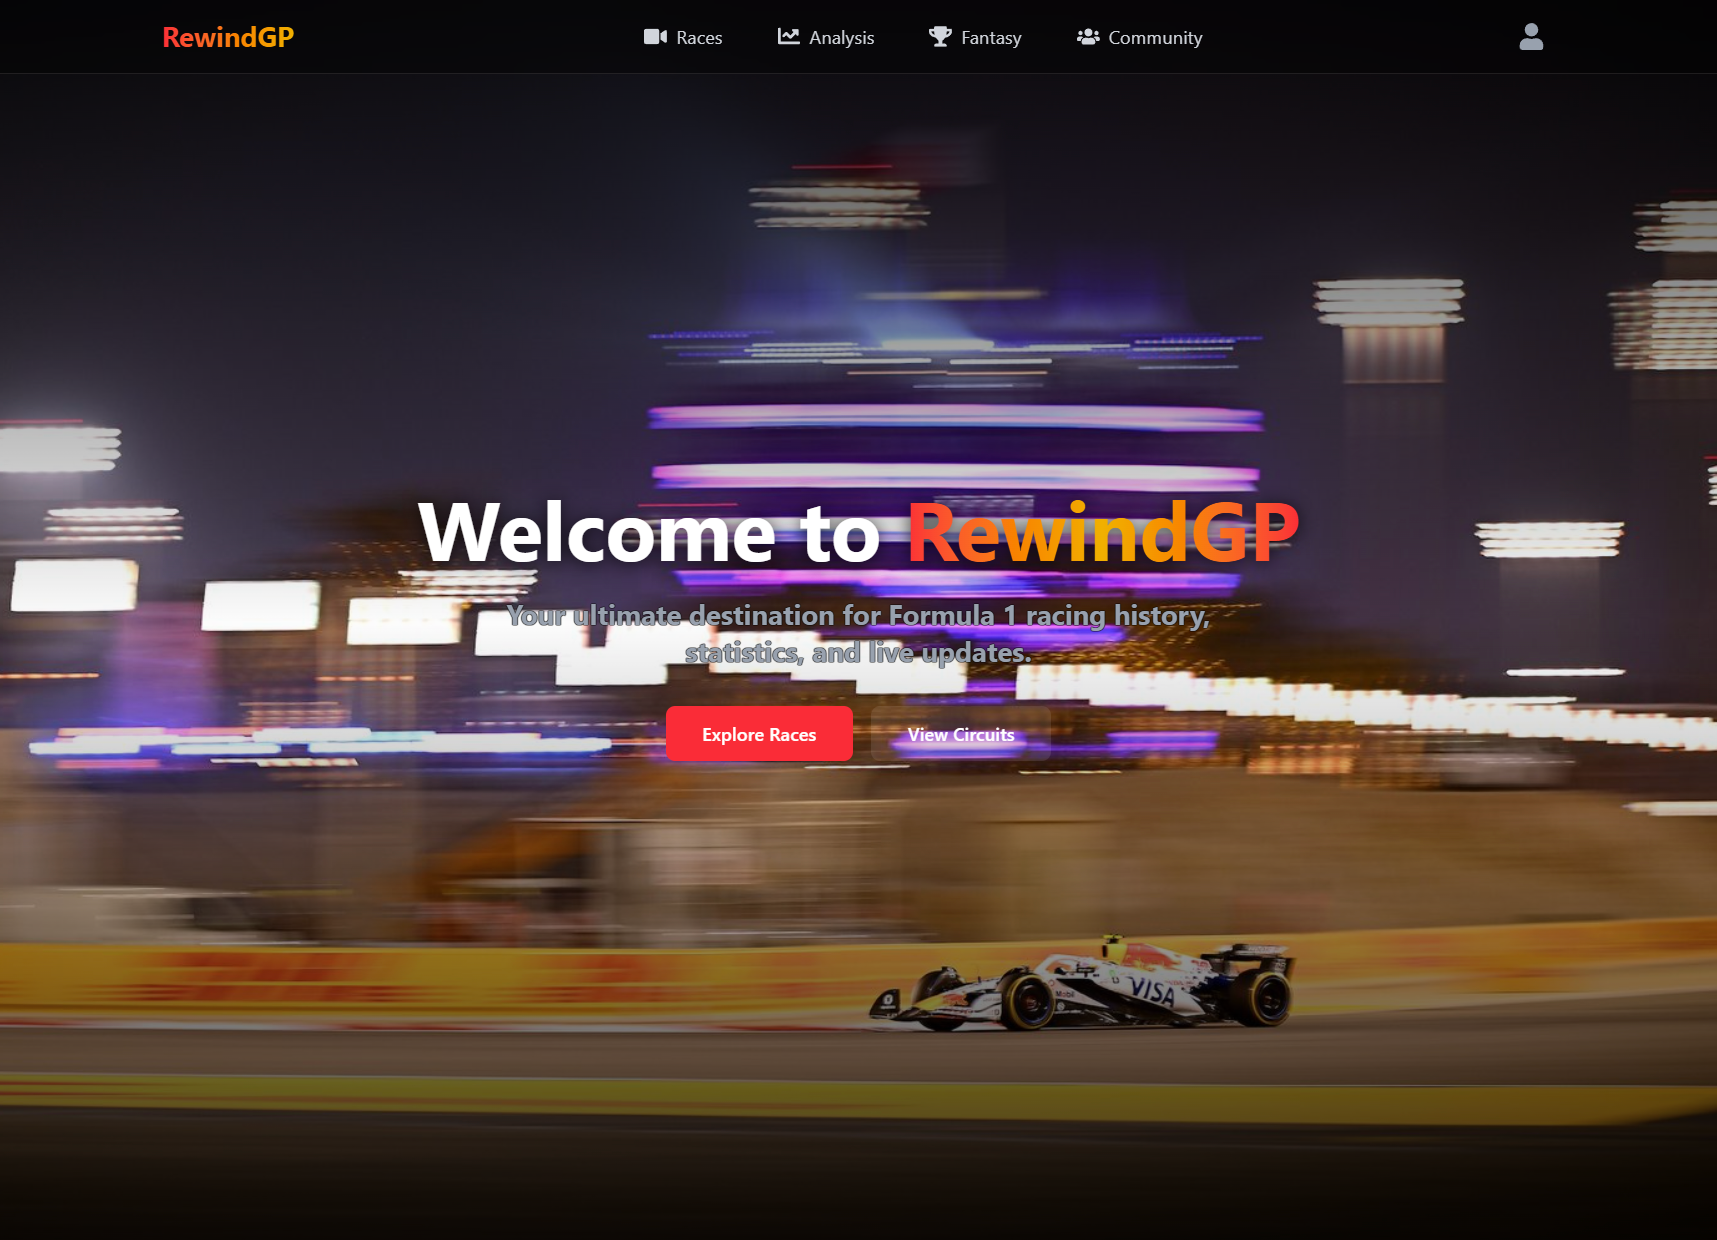 RewindGP
Races
Analysis
Fantasy
Community
Welcome to RewindGP
Your ultimate destination for Formula 1 racing history,
statistics, and live updates.
Explore Races
View Circuits
VISA